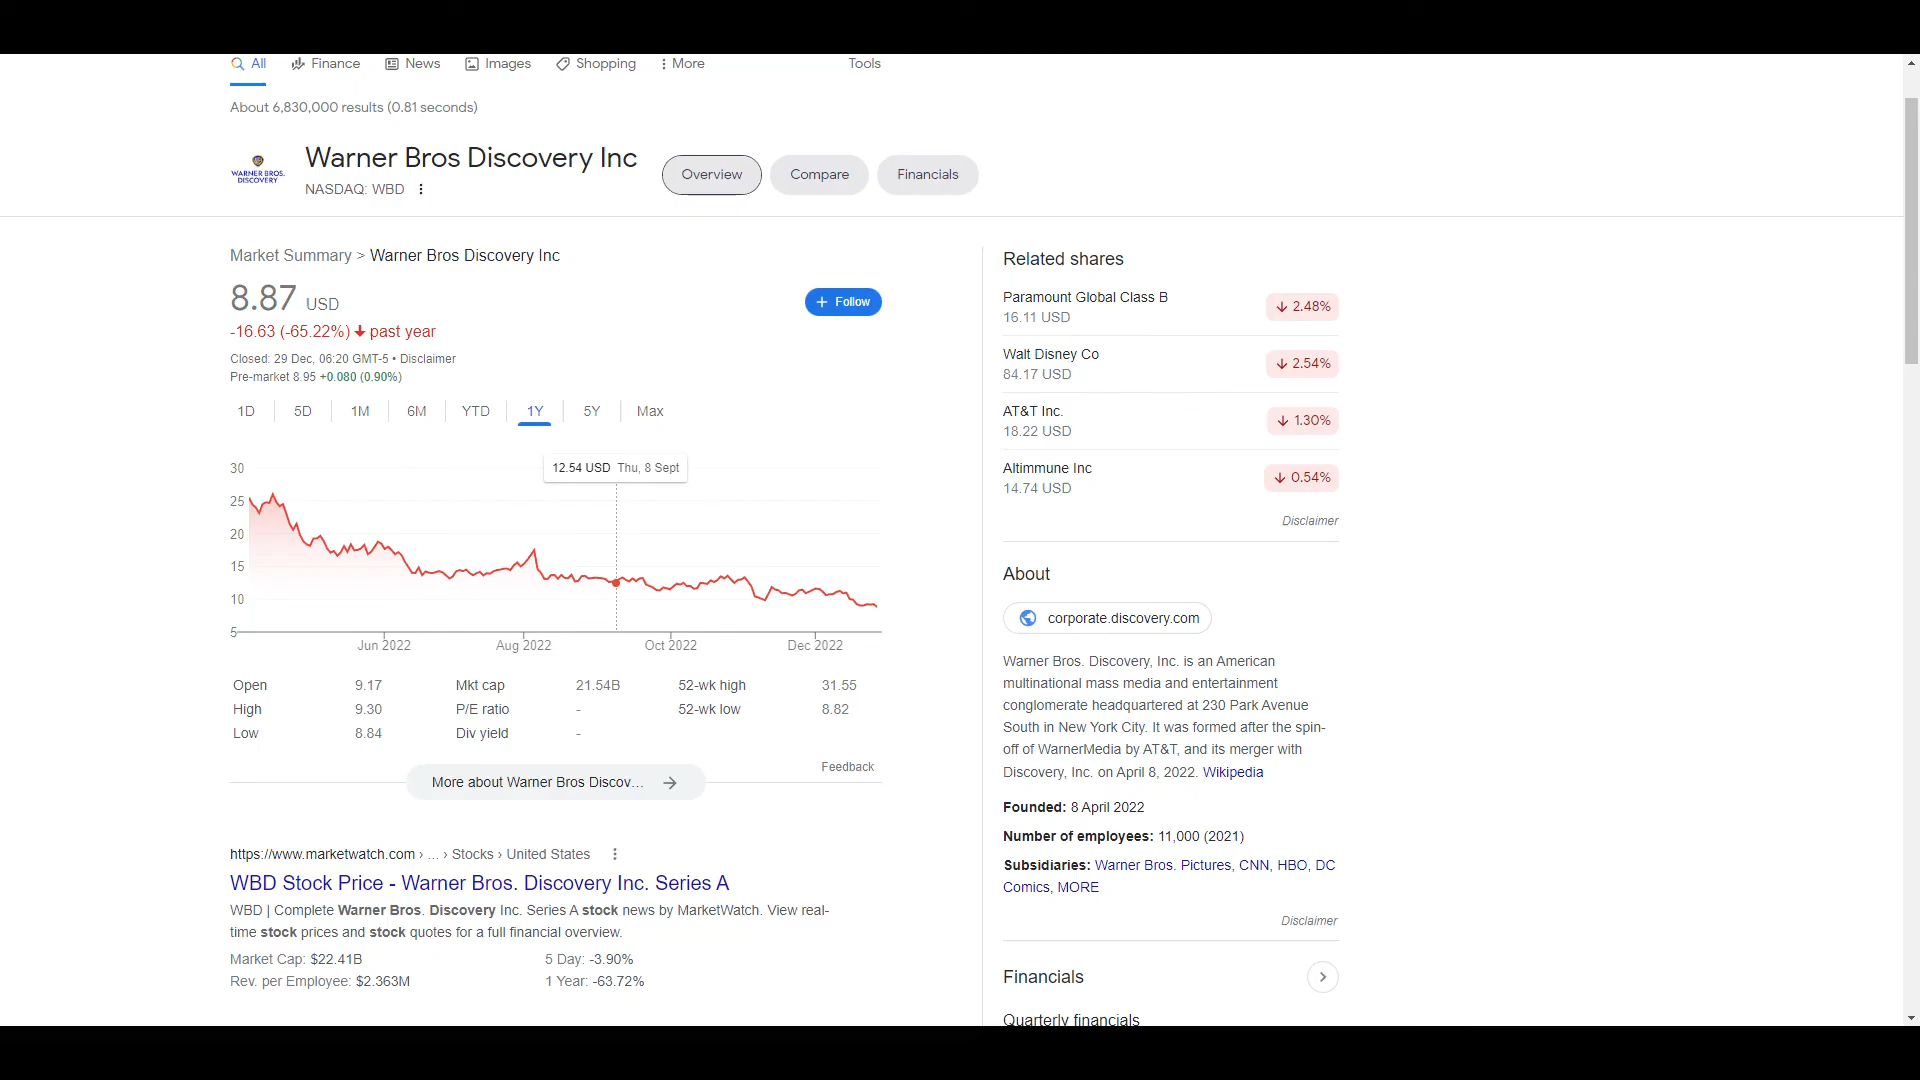 All
Finance
News
Images
Shopping
More
Tools
About 6,830,000 results (0.81 seconds)
WARNER BROS.
DISCOVERY
Warner Bros Discovery Inc
NASDAQ: WBD
Overview
Compare
Financials
Market Summary > Warner Bros Discovery Inc
8.87 USD
-16.63 (-65.22%) past year
Closed: 29 Dec, 06:20 GMT-5 • Disclaimer
Pre-market 8.95 +0.080 (0.90%)
Follow
1D
5D
1M
6M
YTD
1Y
5Y
Max
12.54 USD Thu, 8 Sept
30
25
20
15
10
5
Jun 2022
Aug 2022
Oct 2022
Dec 2022
Open 9.17 Mkt cap 21.54B 52-wk high 31.55
High 9.30 P/E ratio - 52-wk low 8.82
Low 8.84 Div yield -
Feedback
More about Warner Bros Discov...
https://www.marketwatch.com › ... › Stocks › United States
WBD Stock Price - Warner Bros. Discovery Inc. Series A
WBD | Complete Warner Bros. Discovery Inc. Series A stock news by MarketWatch. View real-
time stock prices and stock quotes for a full financial overview.
Market Cap: $22.41B 5 Day: -3.90%
Rev. per Employee: $2.363M 1 Year: -63.72%
Related shares
Paramount Global Class B
16.11 USD
2.48%
Walt Disney Co
84.17 USD
2.54%
AT&T Inc.
18.22 USD
1.30%
Altimmune Inc
14.74 USD
0.54%
Disclaimer
About
corporate.discovery.com
Warner Bros. Discovery, Inc. is an American
multinational mass media and entertainment
conglomerate headquartered at 230 Park Avenue
South in New York City. It was formed after the spin-
off of WarnerMedia by AT&T, and its merger with
Discovery, Inc. on April 8, 2022. Wikipedia
Founded: 8 April 2022
Number of employees: 11,000 (2021)
Subsidiaries: Warner Bros. Pictures, CNN, HBO, DC
Comics, MORE
Disclaimer
Financials
Quarterly financials